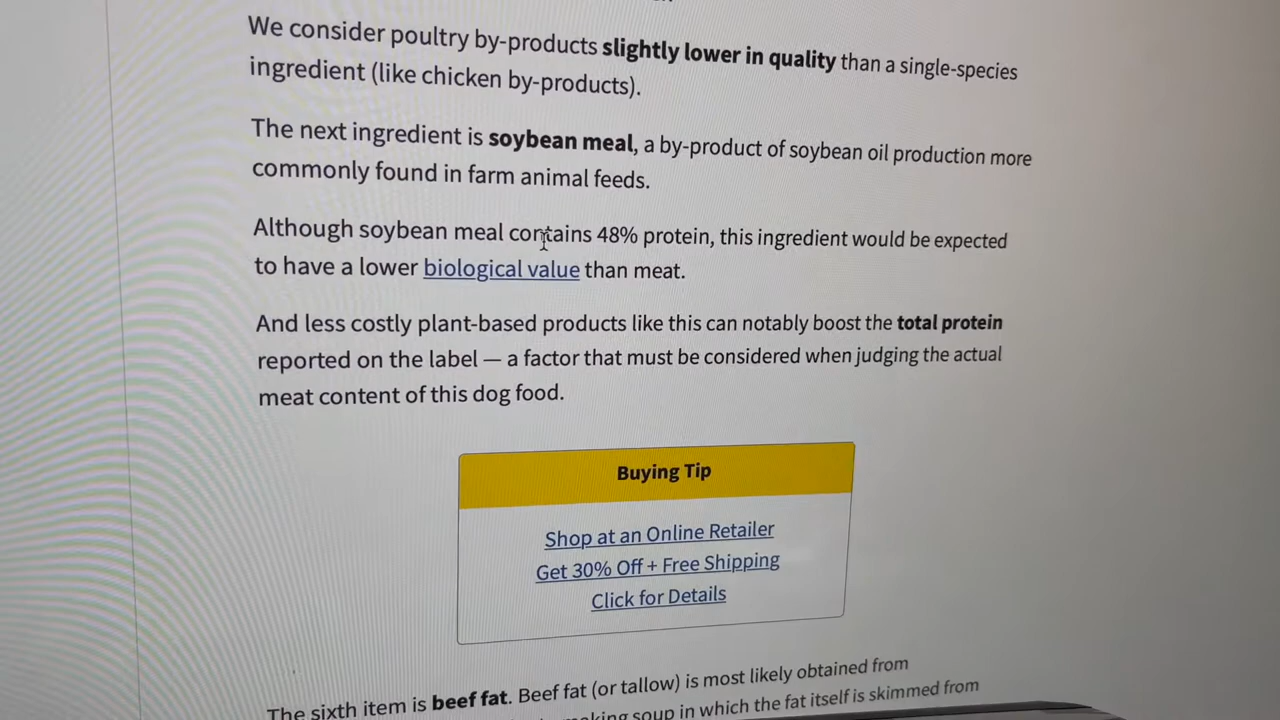 We consider poultry by-products slightly lower in quality than a single-species
ingredient (like chicken by-products).
The next ingredient is soybean meal, a by-product of soybean oil production more
commonly found in farm animal feeds.
Although soybean meal contains 48% protein, this ingredient would be expected
to have a lower biological value than meat.
And less costly plant-based products like this can notably boost the total protein
reported on the label — a factor that must be considered when judging the actual
meat content of this dog food.
Buying Tip
Shop at an Online Retailer
Get 30% Off + Free Shipping
Click for Details
The sixth item is beef fat. Beef fat (or tallow) is most likely obtained from
soup in which the fat itself is skimmed from